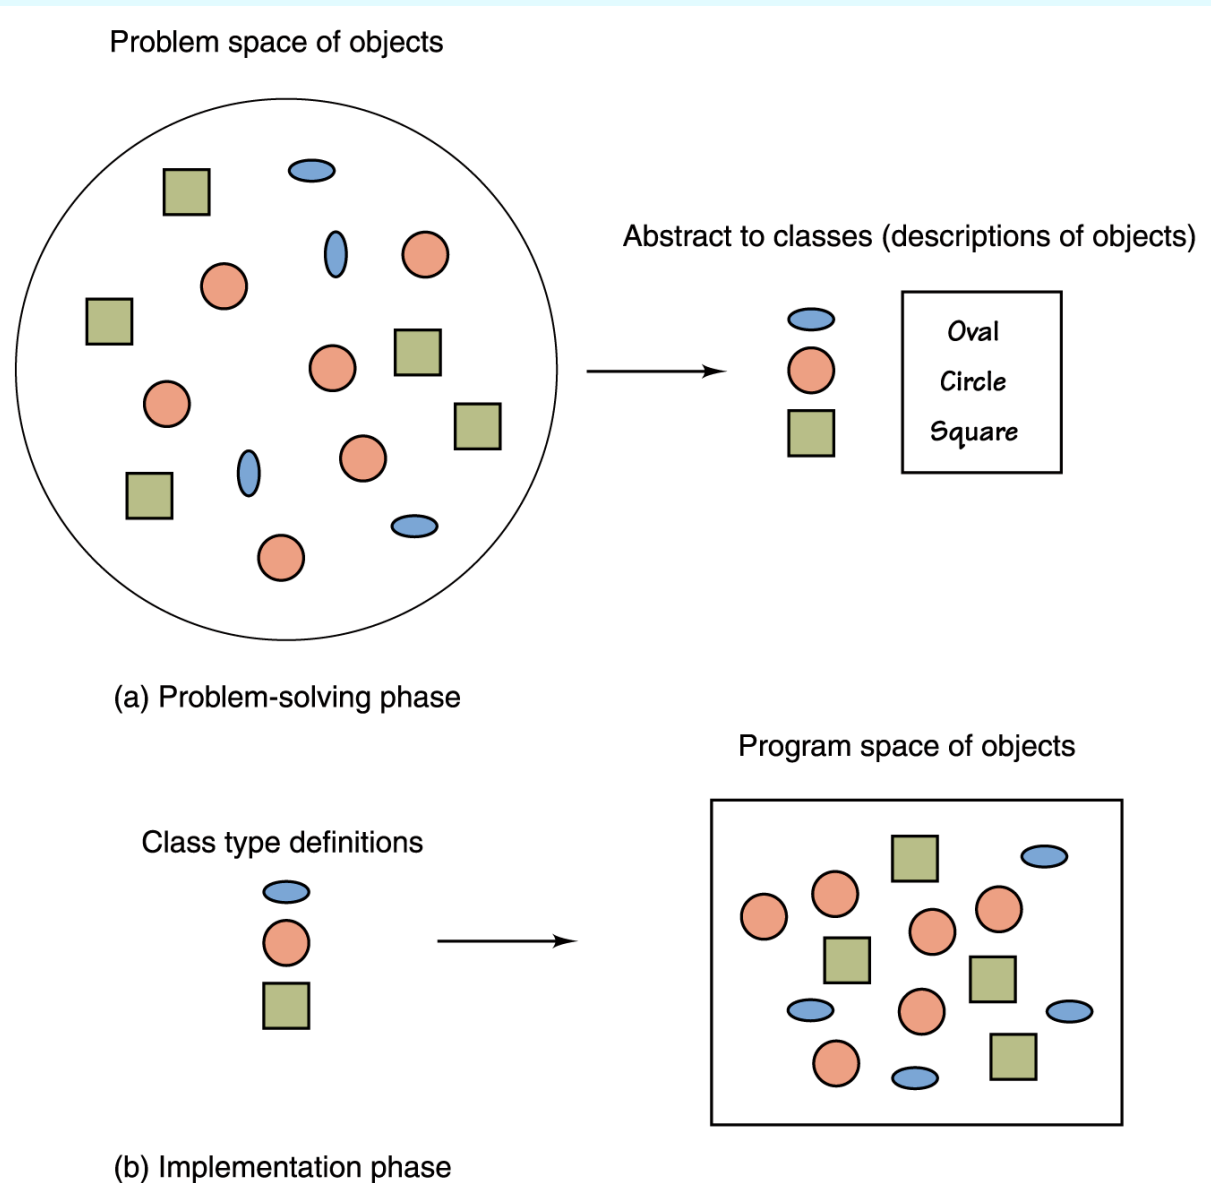 Problem space of objects
Abstract to classes (descriptions of objects)
Oval
Circle
Square
(a) Problem-solving phase
Program space of objects
Class type definitions
(b) Implementation phase